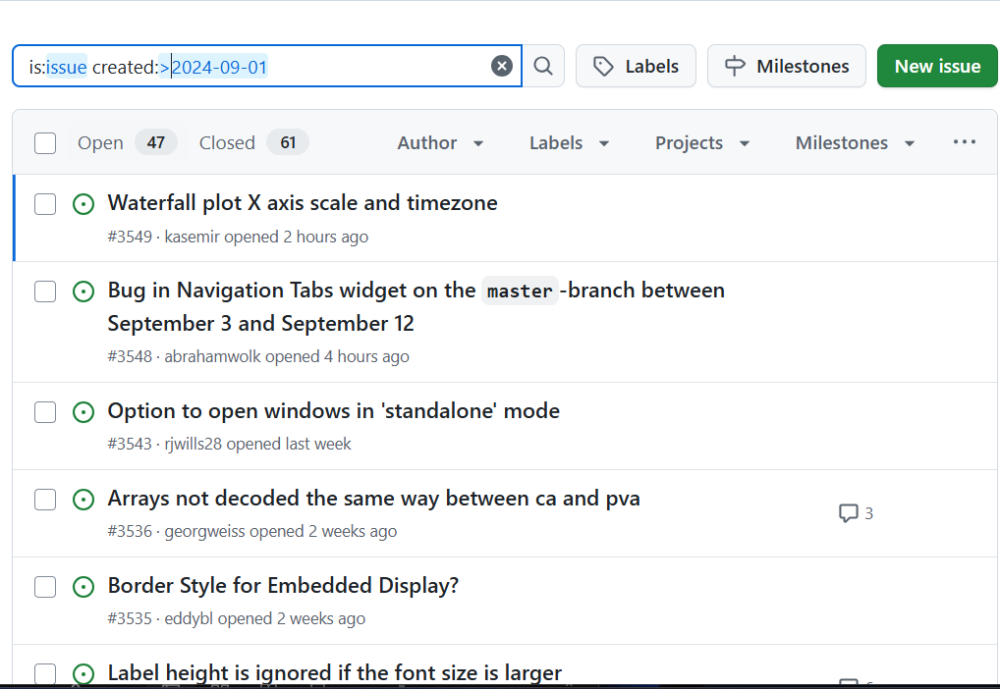 is:issue created:>2024-09-01
Labels
Milestones
New issue
Open 47 Closed 61 Author Labels Projects Milestones
Waterfall plot X axis scale and timezone
#3549 · kasemir opened 2 hours ago
Bug in Navigation Tabs widget on the master -branch between
September 3 and September 12
#3548 · abrahamwolk opened 4 hours ago
Option to open windows in 'standalone' mode
#3543 · rjwills28 opened last week
Arrays not decoded the same way between ca and pva
3
#3536 · georgweiss opened 2 weeks ago
Border Style for Embedded Display?
#3535 · eddybl opened 2 weeks ago
Label height is ignored if the font size is larger